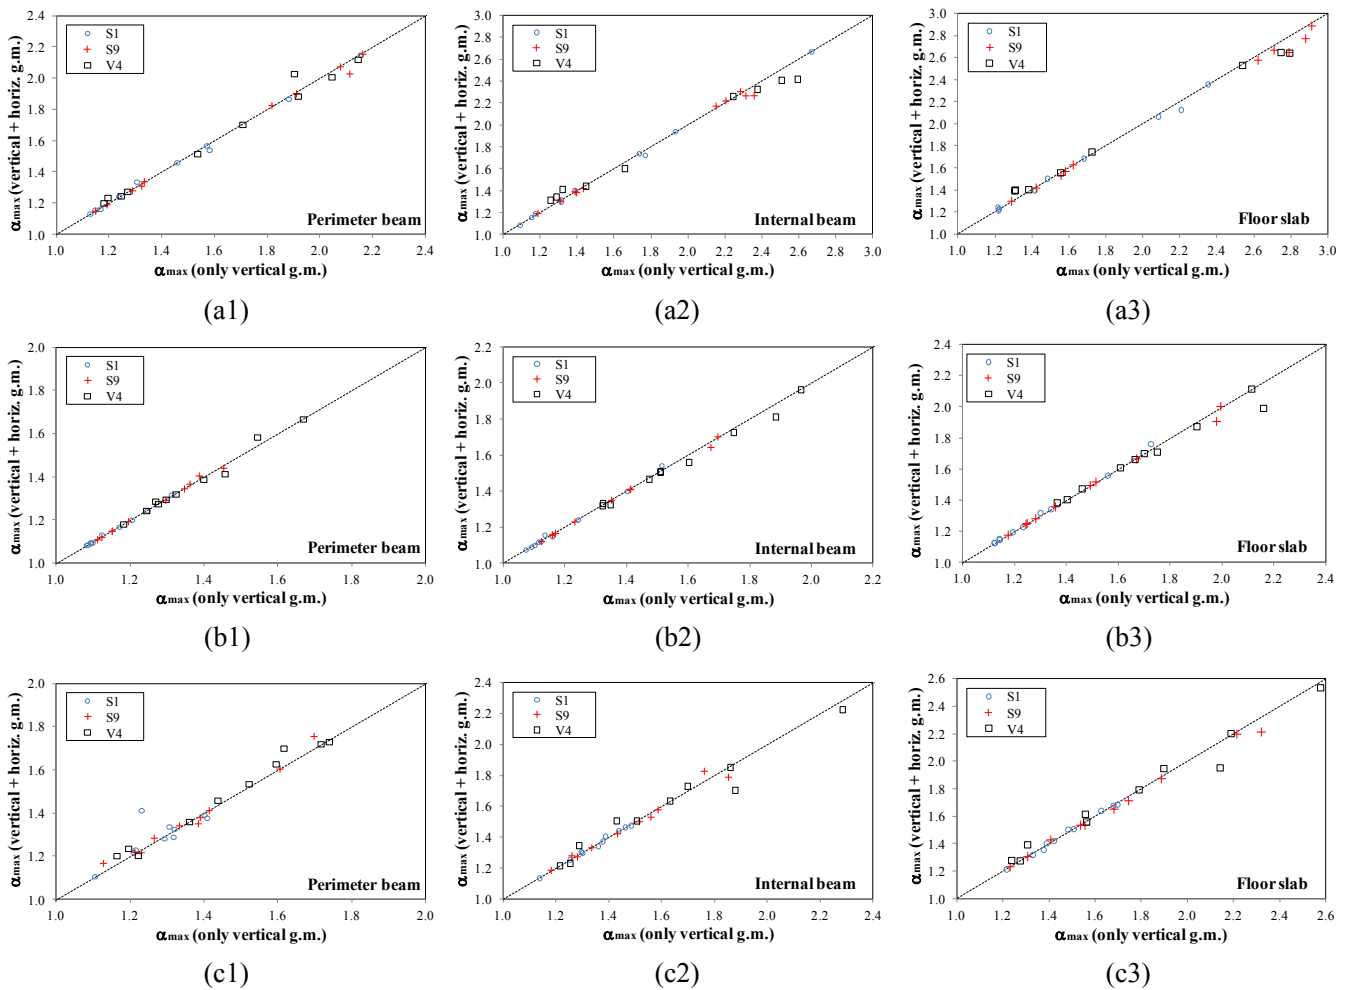 2.4
2.2
2.0
1.8
1.6
1.4
1.2
1.0
αmax (vertical + horiz. g.m.)
S1
S9
V4
Perimeter beam
1.0 1.2 1.4 1.6 1.8 2.0 2.2 2.4
αmax (only vertical g.m.)
(a1)
3.0
2.8
2.6
2.4
2.2
2.0
1.8
1.6
1.4
1.2
1.0
αmax (vertical + horiz. g.m.)
S1
S9
V4
Internal beam
1.0 1.2 1.4 1.6 1.8 2.0 2.2 2.4 2.6 2.8 3.0
αmax (only vertical g.m.)
(a2)
3.0
2.8
2.6
2.4
2.2
2.0
1.8
1.6
1.4
1.2
1.0
αmax (vertical + horiz. g.m.)
S1
S9
V4
Floor slab
1.0 1.2 1.4 1.6 1.8 2.0 2.2 2.4 2.6 2.8 3.0
αmax (only vertical g.m.)
(a3)
2.0
1.8
1.6
1.4
1.2
1.0
αmax (vertical + horiz. g.m.)
S1
S9
V4
Perimeter beam
1.0 1.2 1.4 1.6 1.8 2.0
αmax (only vertical g.m.)
(b1)
2.2
2.0
1.8
1.6
1.4
1.2
1.0
αmax (vertical + horiz. g.m.)
S1
S9
V4
Internal beam
1.0 1.2 1.4 1.6 1.8 2.0 2.2
αmax (only vertical g.m.)
(b2)
2.4
2.2
2.0
1.8
1.6
1.4
1.2
1.0
αmax (vertical + horiz. g.m.)
S1
S9
V4
Floor slab
1.0 1.2 1.4 1.6 1.8 2.0 2.2 2.4
αmax (only vertical g.m.)
(b3)
2.0
1.8
1.6
1.4
1.2
1.0
αmax (vertical + horiz. g.m.)
S1
S9
V4
Perimeter beam
1.0 1.2 1.4 1.6 1.8 2.0
αmax (only vertical g.m.)
(c1)
2.4
2.2
2.0
1.8
1.6
1.4
1.2
1.0
αmax (vertical + horiz. g.m.)
S1
S9
V4
Internal beam
1.0 1.2 1.4 1.6 1.8 2.0 2.2 2.4
αmax (only vertical g.m.)
(c2)
2.6
2.4
2.2
2.0
1.8
1.6
1.4
1.2
1.0
αmax (vertical + horiz. g.m.)
S1
S9
V4
Floor slab
1.0 1.2 1.4 1.6 1.8 2.0 2.2 2.4 2.6
αmax (only vertical g.m.)
(c3)